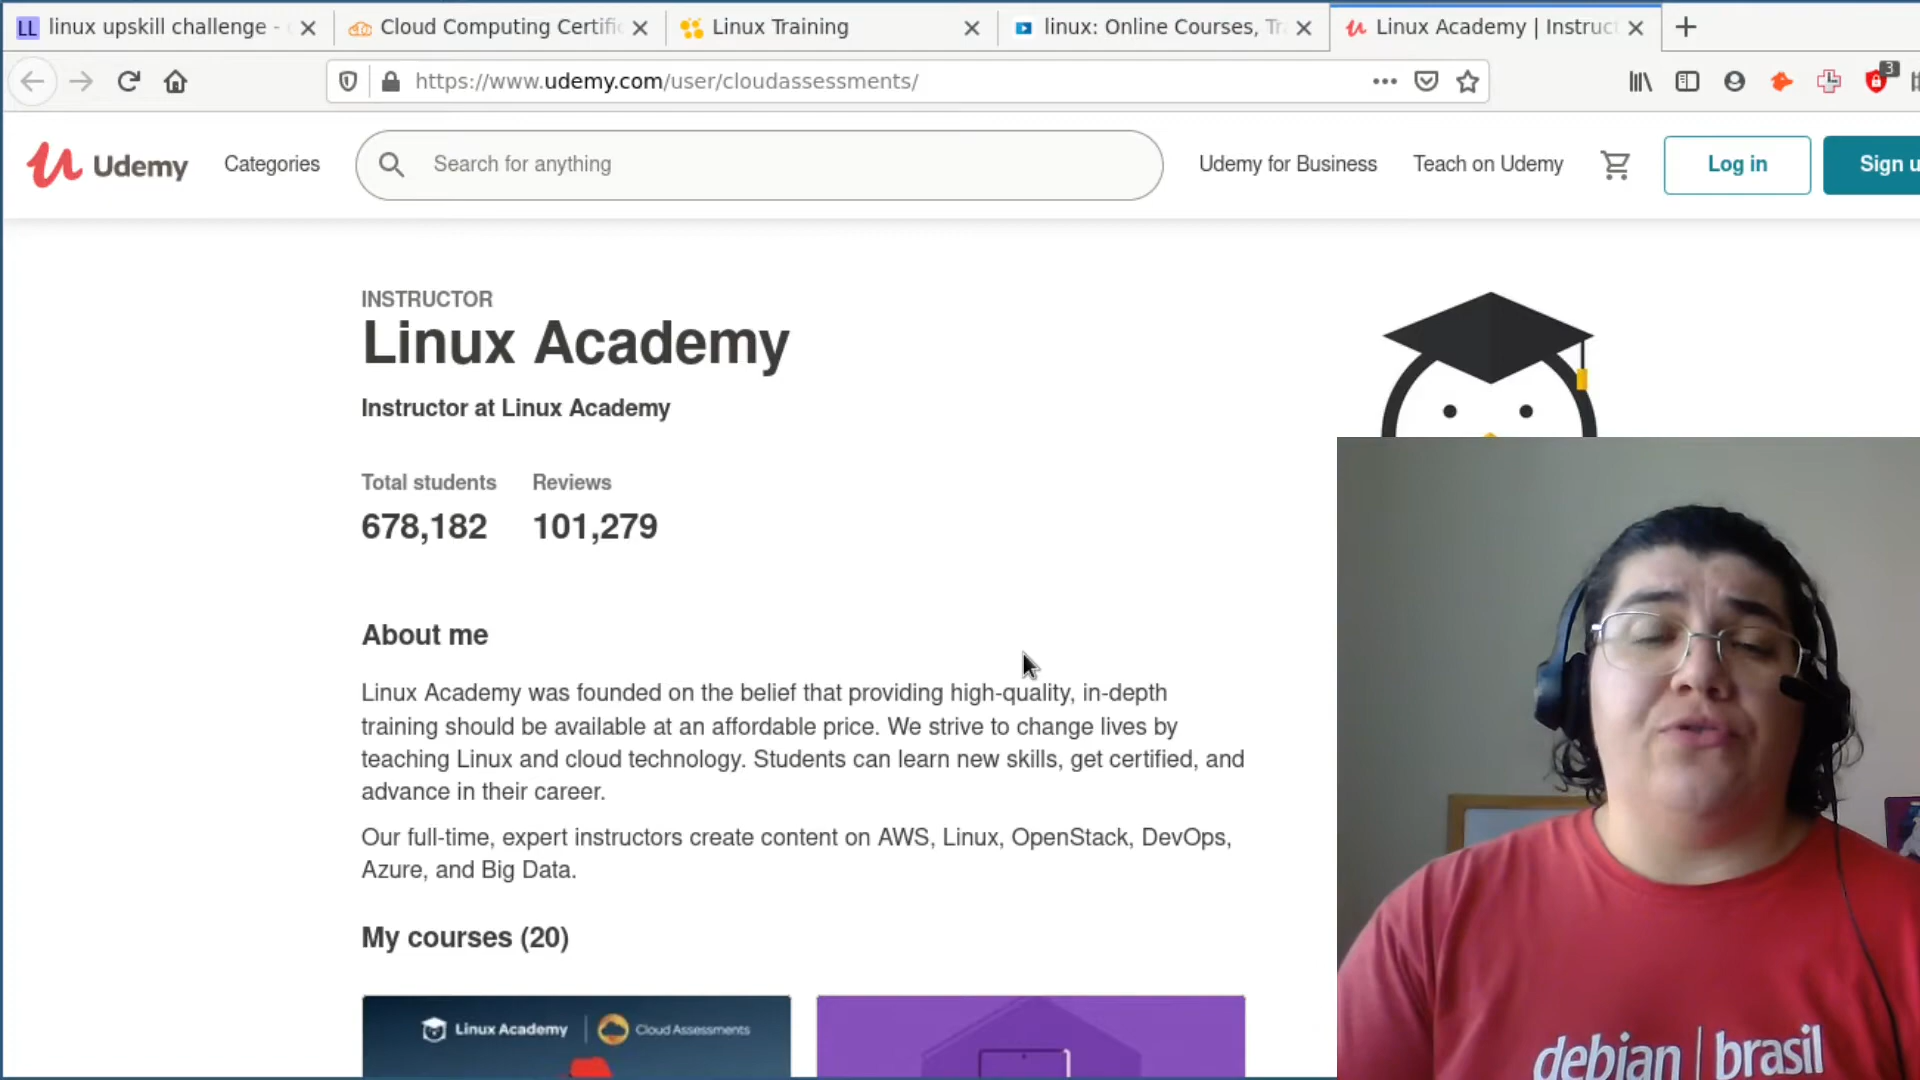 LL linux upskill challenge -
Cloud Computing Certific
Linux Training
linux: Online Courses, Tr
Linux Academy | Instruct
https://www.udemy.com/user/cloudassessments/
3
Udemy
Categories
Search for anything
Udemy for Business
Teach on Udemy
Log in
Sign u
INSTRUCTOR
Linux Academy
Instructor at Linux Academy
Total students
Reviews
678,182
101,279
About me
Linux Academy was founded on the belief that providing high-quality, in-depth
training should be available at an affordable price. We strive to change lives by
teaching Linux and cloud technology. Students can learn new skills, get certified, and
advance in their career.
Our full-time, expert instructors create content on AWS, Linux, OpenStack, DevOps,
Azure, and Big Data.
My courses (20)
Linux Academy
Cloud Assessments
debian | brasil